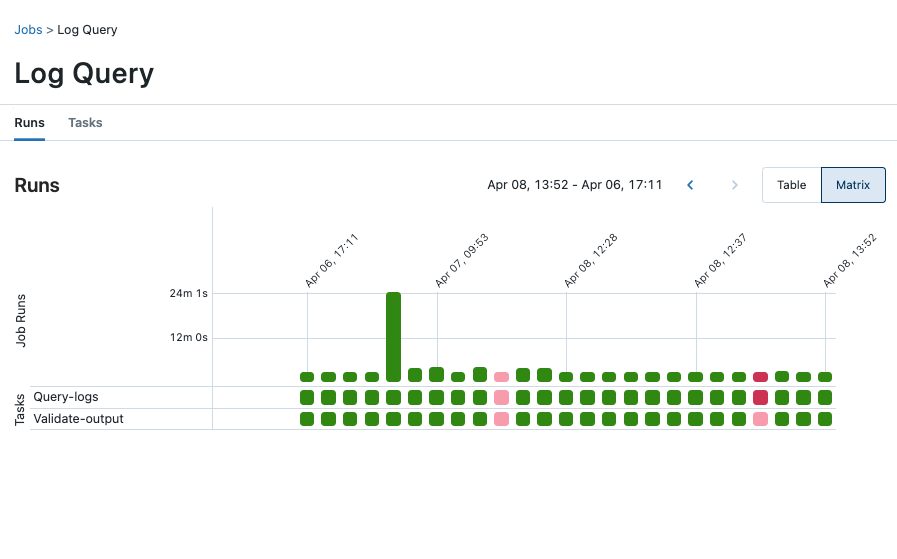 Jobs > Log Query
Log Query
Runs
Tasks
Runs
Apr 08, 13:52 - Apr 06, 17:11
Table
Matrix
Apr 06, 17:11
Apr 07, 09:53
Apr 08, 12:28
Apr 08, 12:37
Apr 08, 13:52
Job Runs
24m 1s
12m 0s
Tasks
Query-logs
Validate-output